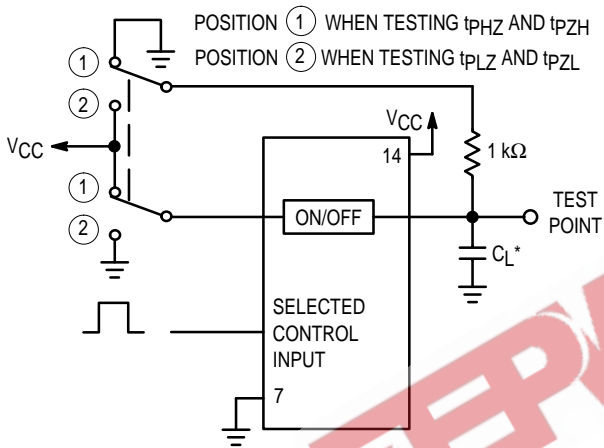 POSITION 1 WHEN TESTING tPHZ AND tPZH
POSITION 2 WHEN TESTING tPLZ AND tPZL
1
2
VCC
1
2
VCC
14
1 kΩ
ON/OFF
TEST
POINT
CL*
SELECTED
CONTROL
INPUT
7